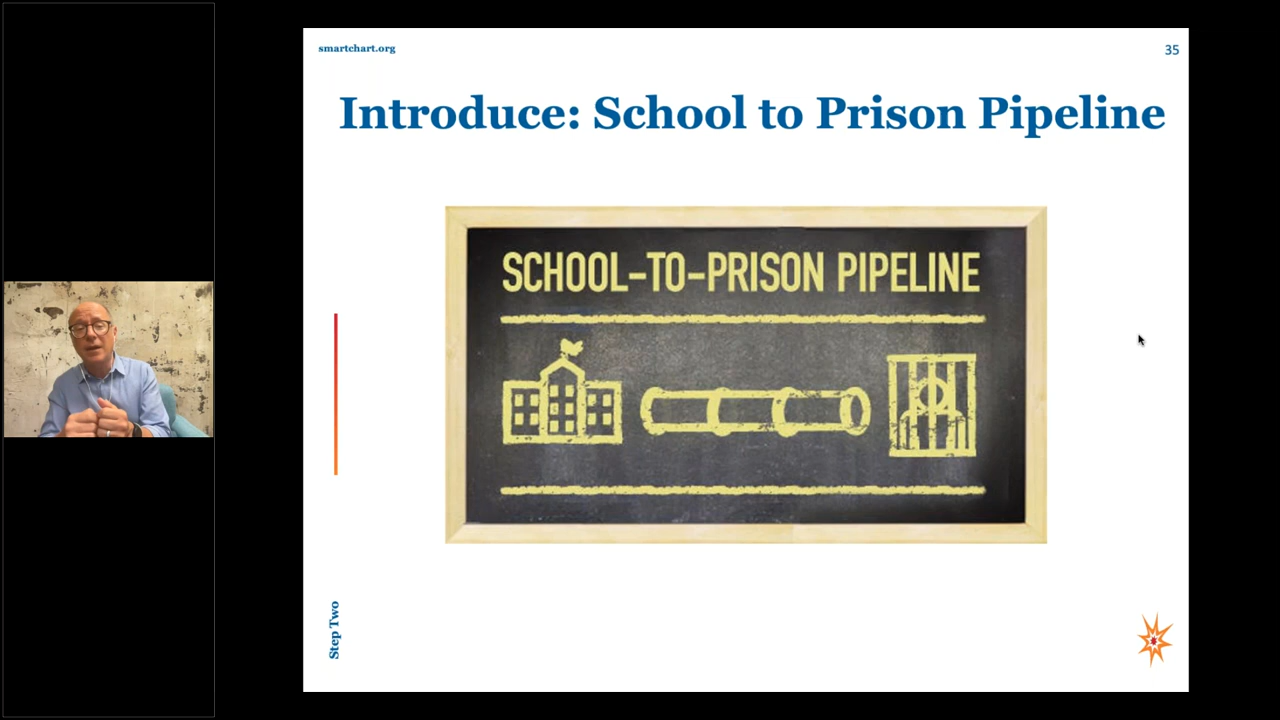 smartchart.org
35
Introduce: School to Prison Pipeline
SCHOOL-TO-PRISON PIPELINE
Step Two